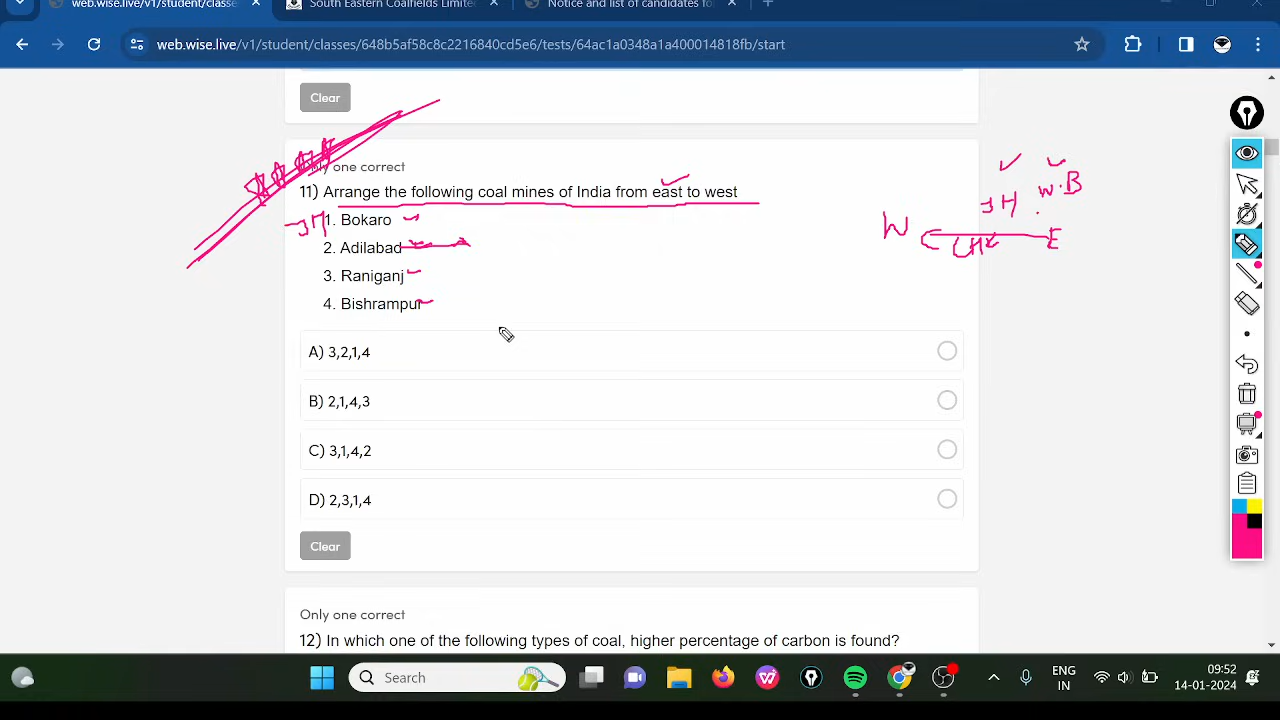 web.wise.live/v1/student/classe
South Eastern Coalfields Limite
Notice and list of candidates fo
web.wise.live/v1/student/classes/648b5af58c8c2216840cd5e6/tests/64ac1a0348a1a400014818fb/start
Clear
Only one correct
11) Arrange the following coal mines of India from east to west
JH
1. Bokaro
2. Adilabad
3. Raniganj
4. Bishrampur
W.B
JH
W
CH
E
A) 3,2,1,4
B) 2,1,4,3
C) 3,1,4,2
D) 2,3,1,4
Clear
Only one correct
12) In which one of the following types of coal, higher percentage of carbon is found?
Search
ENG
IN
09:52
14-01-2024